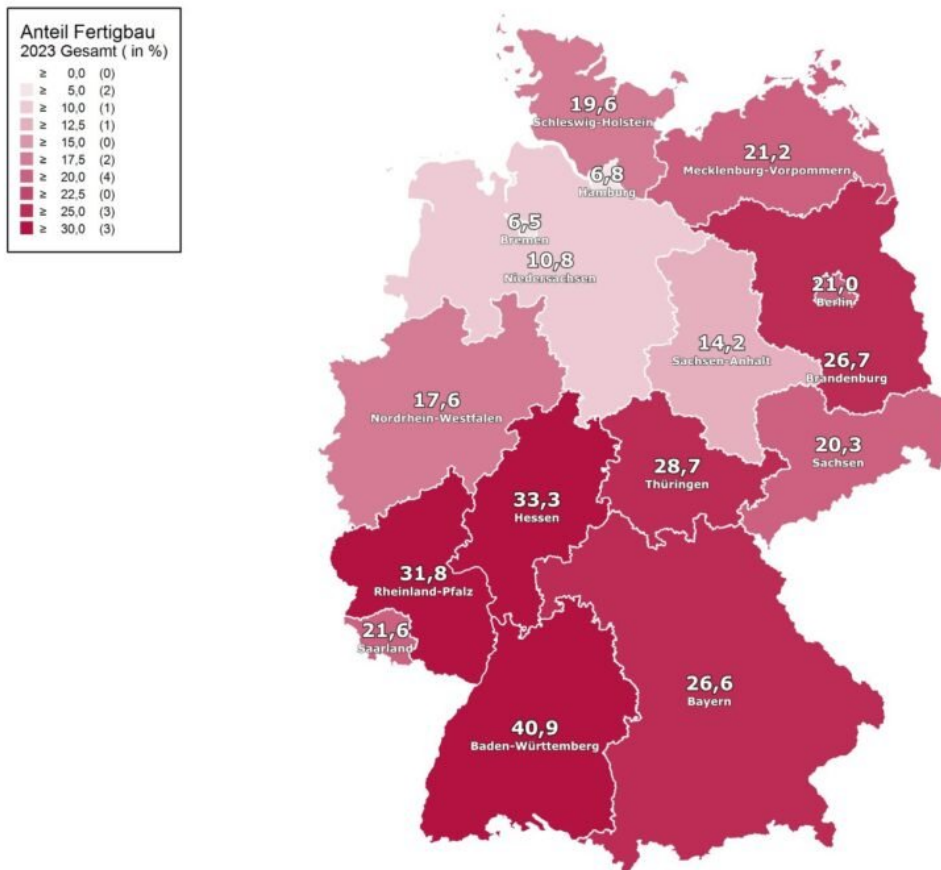 Anteil Fertigbau
2023 Gesamt ( in %)
≥ 0,0 (0)
≥ 5,0 (2)
≥ 10,0 (1)
≥ 12,5 (1)
≥ 15,0 (0)
≥ 17,5 (2)
≥ 20,0 (4)
≥ 22,5 (0)
≥ 25,0 (3)
≥ 30,0 (3)
19,6
Schleswig-Holstein
21,2
Mecklenburg-Vorpommern
6,8
Hamburg
6,5
Bremen
10,8
Niedersachsen
21,0
Berlin
14,2
Sachsen-Anhalt
26,7
Brandenburg
17,6
Nordrhein-Westfalen
20,3
Sachsen
28,7
Thüringen
33,3
Hessen
31,8
Rheinland-Pfalz
21,6
Saarland
26,6
Bayern
40,9
Baden-Württemberg